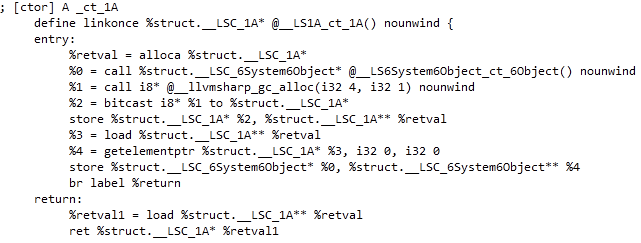 ; [ctor] A _ct_1A
define linkonce %struct.__LSC_1A* @__LS1A_ct_1A() nounwind {
entry:
%retval = alloca %struct.__LSC_1A*
%0 = call %struct.__LSC_6System6Object* @__LS6System6Object_ct_6Object() nounwind
%1 = call i8* @__llvmsharp_gc_alloc(i32 4, i32 1) nounwind
%2 = bitcast i8* %1 to %struct.__LSC_1A*
store %struct.__LSC_1A* %2, %struct.__LSC_1A** %retval
%3 = load %struct.__LSC_1A** %retval
%4 = getelementptr %struct.__LSC_1A* %3, i32 0, i32 0
store %struct.__LSC_6System6Object* %0, %struct.__LSC_6System6Object** %4
br label %return
return:
%retval1 = load %struct.__LSC_1A** %retval
ret %struct.__LSC_1A* %retval1